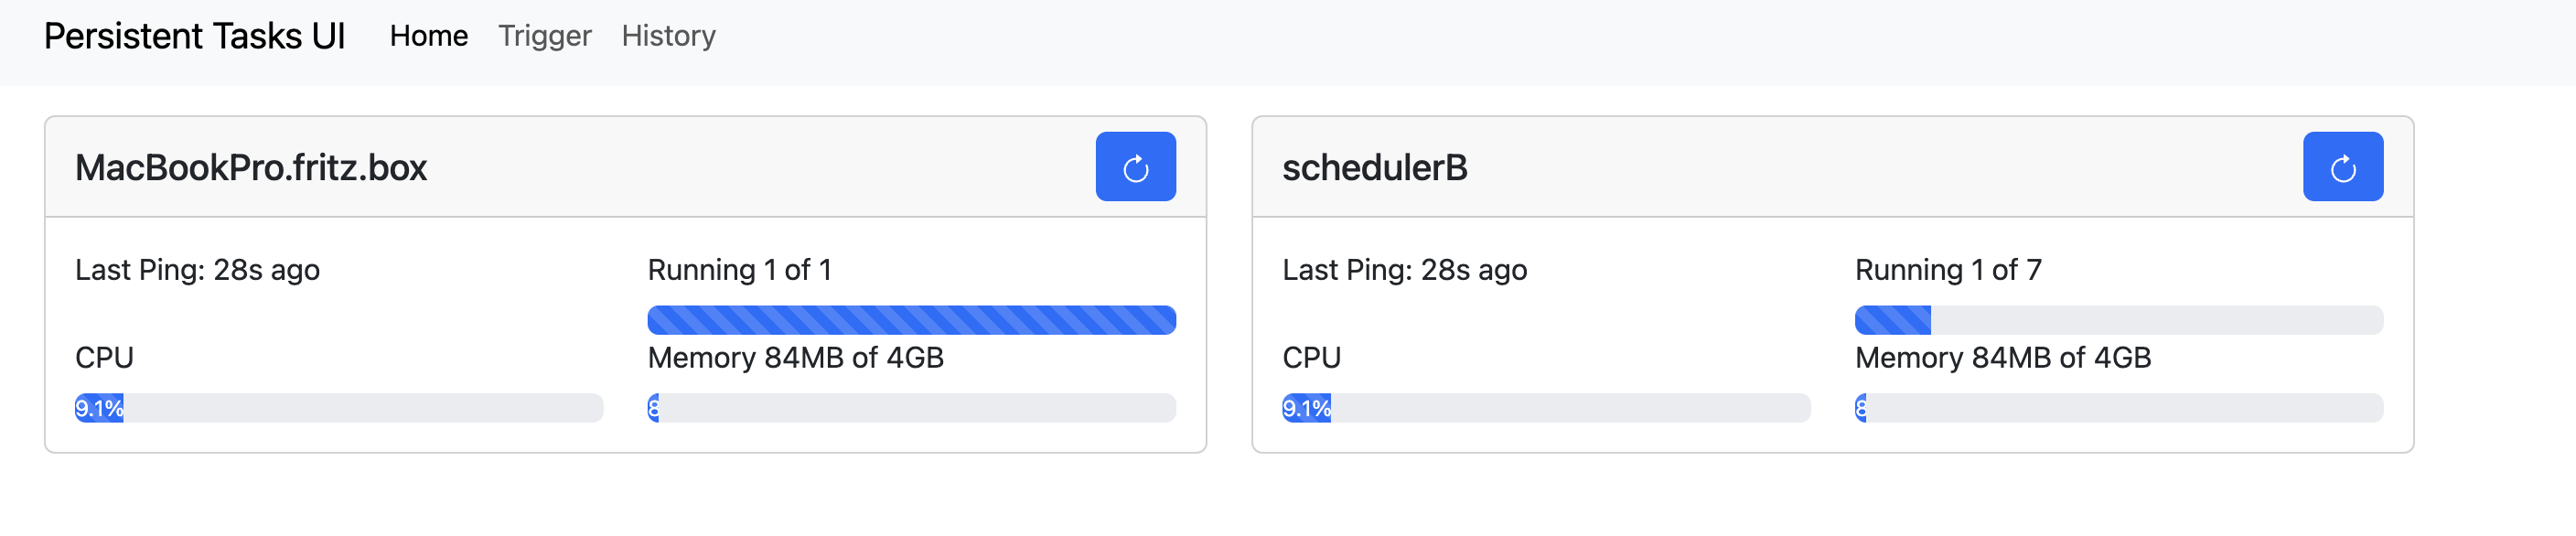 Persistent Tasks UI Home Trigger History
MacBookPro.fritz.box
Last Ping: 28s ago
Running 1 of 1
CPU
Memory 84MB of 4GB
9.1%
8
schedulerB
Last Ping: 28s ago
Running 1 of 7
CPU
Memory 84MB of 4GB
9.1%
8